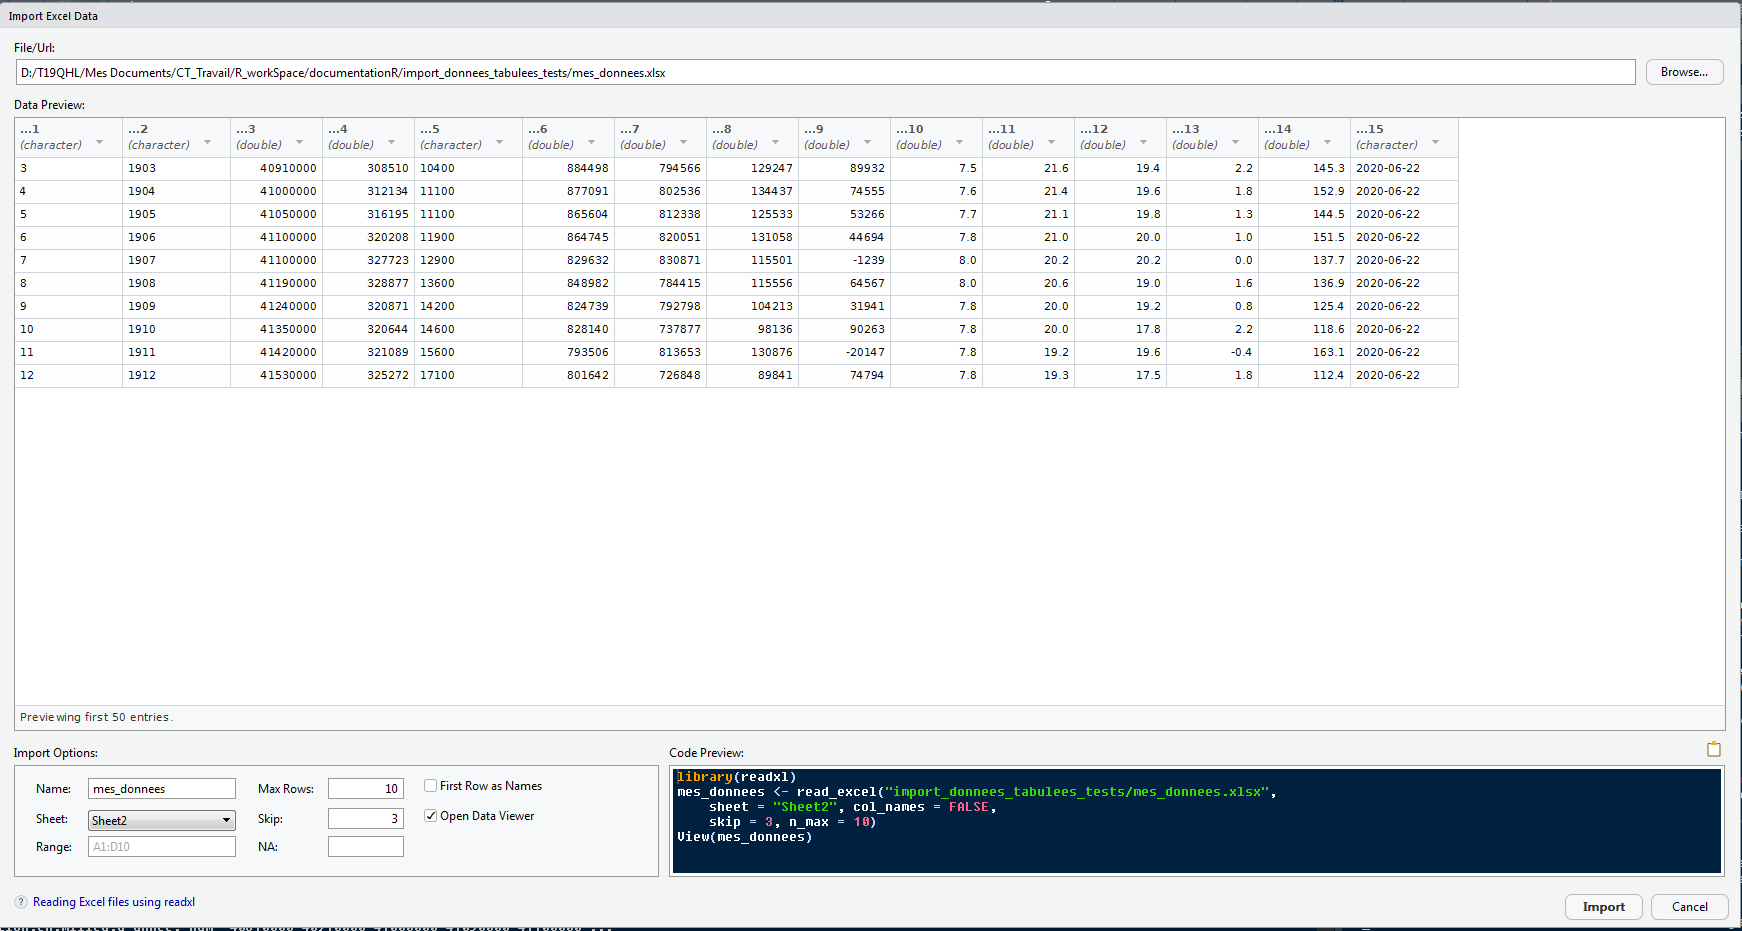 Import Excel Data
File/Url:
D:/T19QHL/Mes Documents/CT_Travail/R_workSpace/documentationR/import_donnees_tabulees_tests/mes_donnees.xlsx Browse...
Data Preview:
...1 ...2 ...3 ...4 ...5 ...6 ...7 ...8 ...9 ...10 ...11 ...12 ...13 ...14 ...15
(character) (character) (double) (double) (character) (double) (double) (double) (double) (double) (double) (double) (double) (double) (character)
3 1903 40910000 308510 10400 884498 794566 129247 89932 7.5 21.6 19.4 2.2 145.3 2020-06-22
4 1904 41000000 312134 11100 877091 802536 134437 74555 7.6 21.4 19.6 1.8 152.9 2020-06-22
5 1905 41050000 316195 11100 865604 812338 125533 53266 7.7 21.1 19.8 1.3 144.5 2020-06-22
6 1906 41100000 320208 11900 864745 820051 131058 44694 7.8 21.0 20.0 1.0 151.5 2020-06-22
7 1907 41100000 327723 12900 829632 830871 115501 -1239 8.0 20.2 20.2 0.0 137.7 2020-06-22
8 1908 41190000 328877 13600 848982 784415 115556 64567 8.0 20.6 19.0 1.6 136.9 2020-06-22
9 1909 41240000 320871 14200 824739 792798 104213 31941 7.8 20.0 19.2 0.8 125.4 2020-06-22
10 1910 41350000 320644 14600 828140 737877 98136 90263 7.8 20.0 17.8 2.2 118.6 2020-06-22
11 1911 41420000 321089 15600 793506 813653 130876 -20147 7.8 19.2 19.6 -0.4 163.1 2020-06-22
12 1912 41530000 325272 17100 801642 726848 89841 74794 7.8 19.3 17.5 1.8 112.4 2020-06-22
Previewing first 50 entries.
Import Options:
Name: mes_donnees Max Rows: 10 First Row as Names
Sheet: Sheet2 Skip: 3 Open Data Viewer
Range: A1:D10 NA:
Code Preview:
library(readxl)
mes_donnees <- read_excel("import_donnees_tabulees_tests/mes_donnees.xlsx",
sheet = "Sheet2", col_names = FALSE,
skip = 3, n_max = 10)
View(mes_donnees)
? Reading Excel files using readxl
Import Cancel